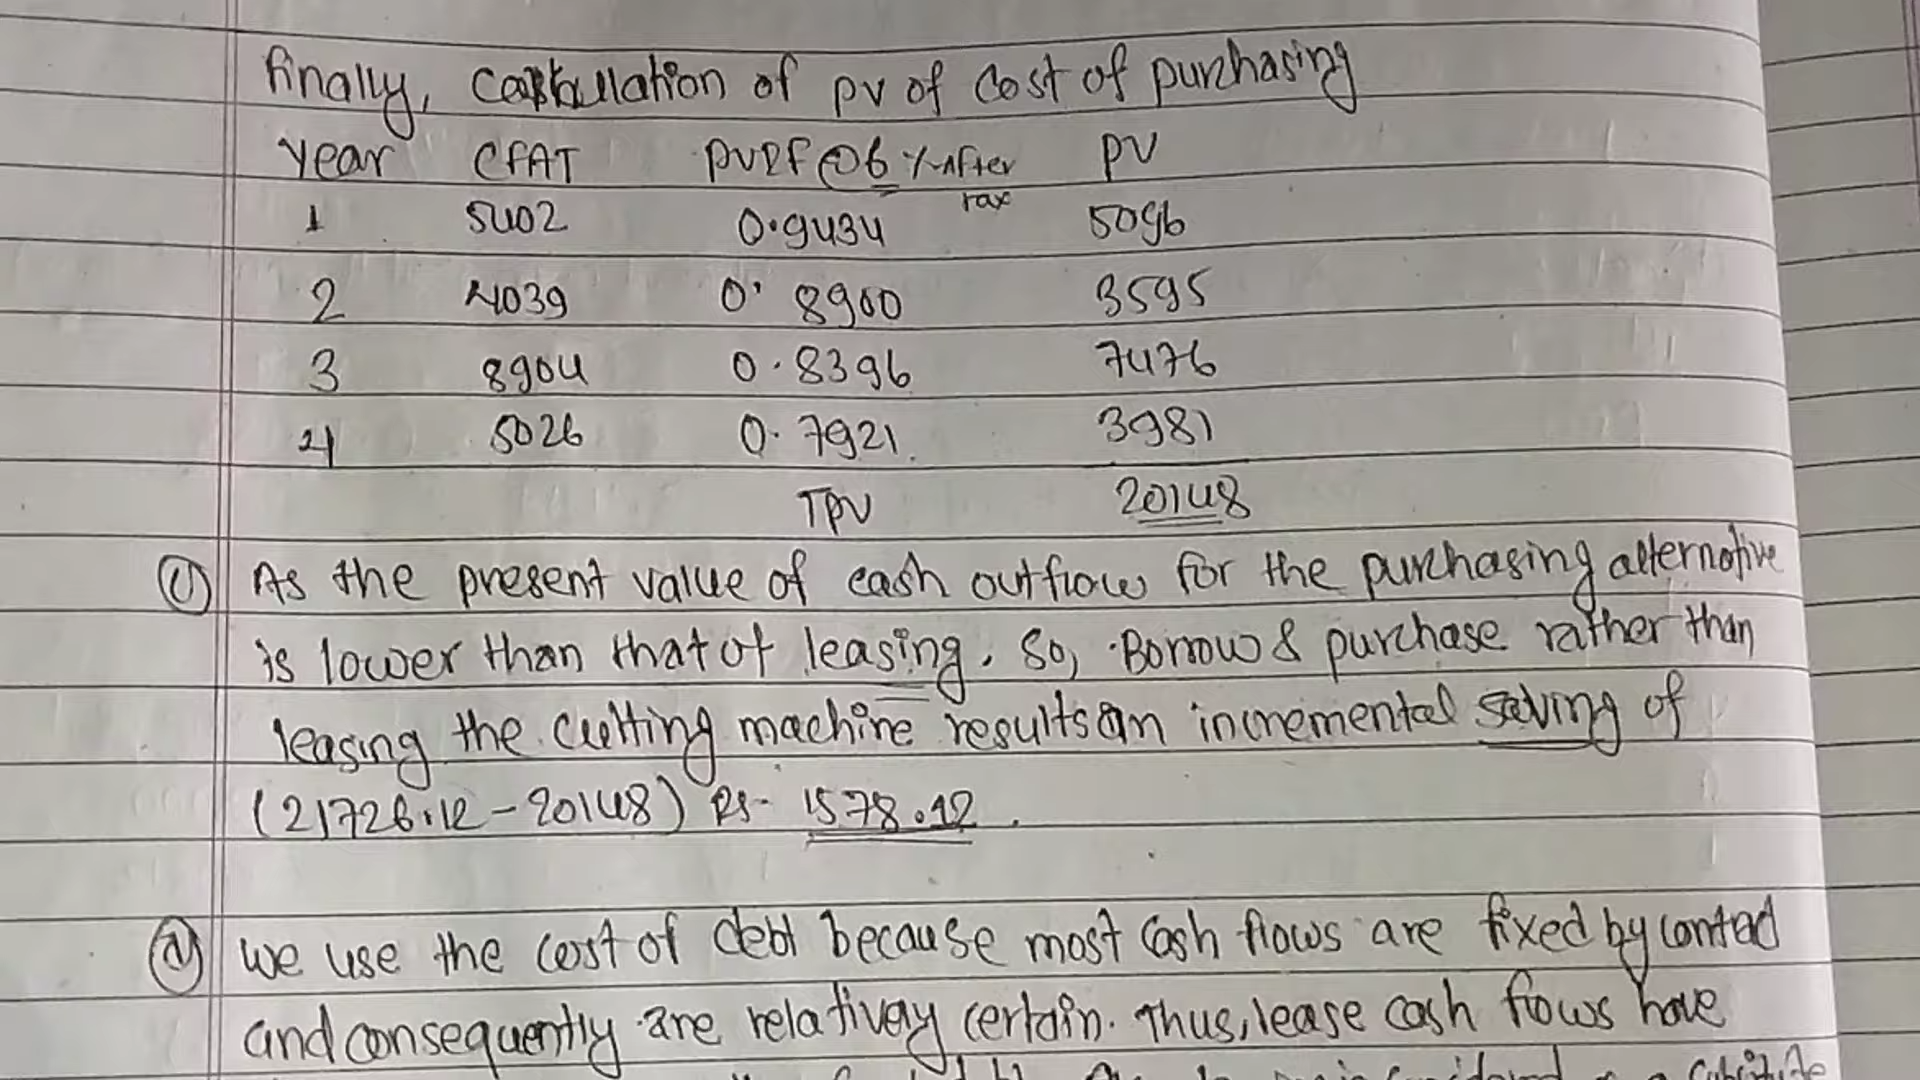 finally, Calculation of PV of Cost of purchasing
Year CFAT PVIF@6%After tax PV
1 5402 0.9434 5096
2 4039 0.8900 3595
3 8904 0.8396 7476
4 5026 0.7921 3981
TPV 20148
As the present value of cash outflow for the purchasing alternative
is lower than that of leasing. So, Borrow & purchase rather than
leasing the cutting machine results an incremental saving of
(21726.12-20148) Rs. 1578.12.
(d) we use the cost of debt because most cash flows are fixed by
and consequently are relatively certain. Thus, lease cash flows have